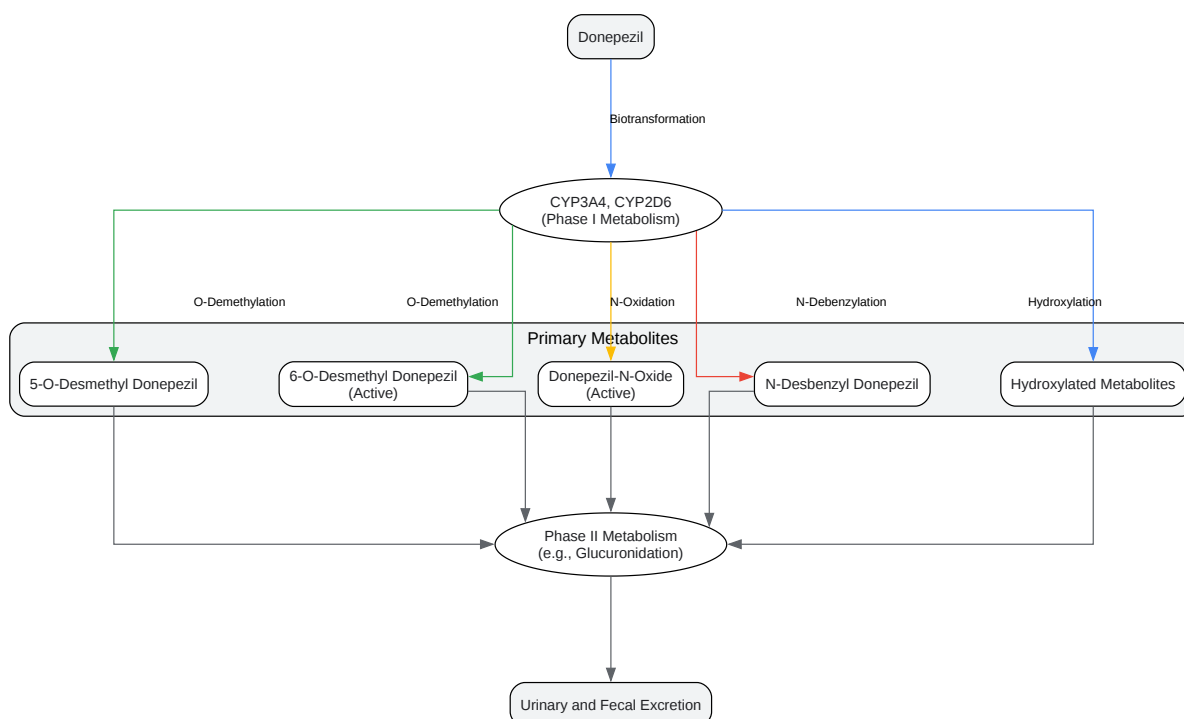 Donepezil
Biotransformation
CYP3A4, CYP2D6
(Phase I Metabolism)
O-Demethylation
O-Demethylation
N-Oxidation
N-Debenzylation
Hydroxylation
Primary Metabolites
5-O-Desmethyl Donepezil
6-O-Desmethyl Donepezil
(Active)
Donepezil-N-Oxide
(Active)
N-Desbenzyl Donepezil
Hydroxylated Metabolites
Phase II Metabolism
(e.g., Glucuronidation)
Urinary and Fecal Excretion